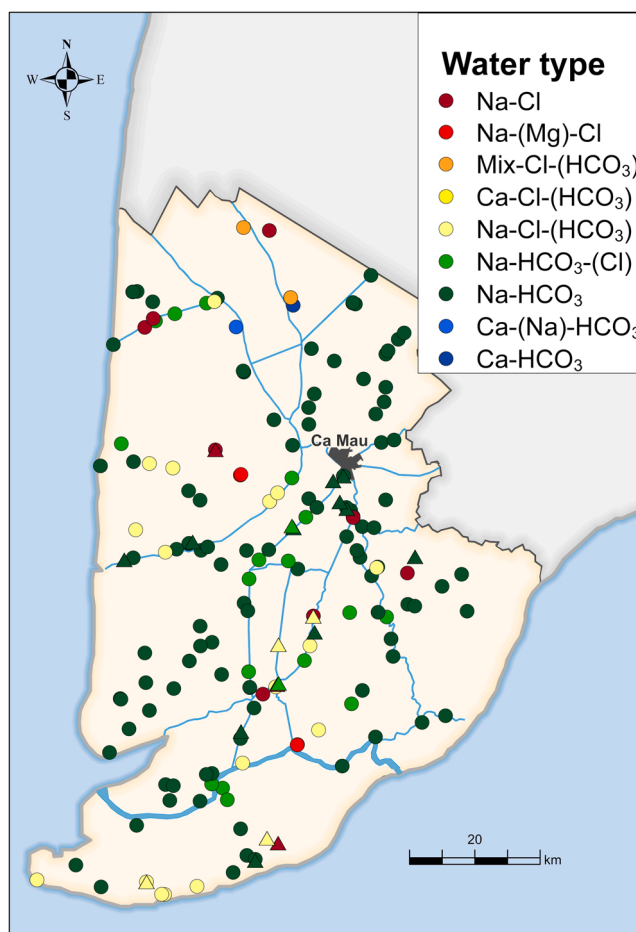 N
W E
S
Water type
Na-Cl
Na-(Mg)-Cl
Mix-Cl-(HCO₃)
Ca-Cl-(HCO₃)
Na-Cl-(HCO₃)
Na-HCO₃-(Cl)
Na-HCO₃
Ca-(Na)-HCO₃
Ca-HCO₃
Ca Mau
20
km